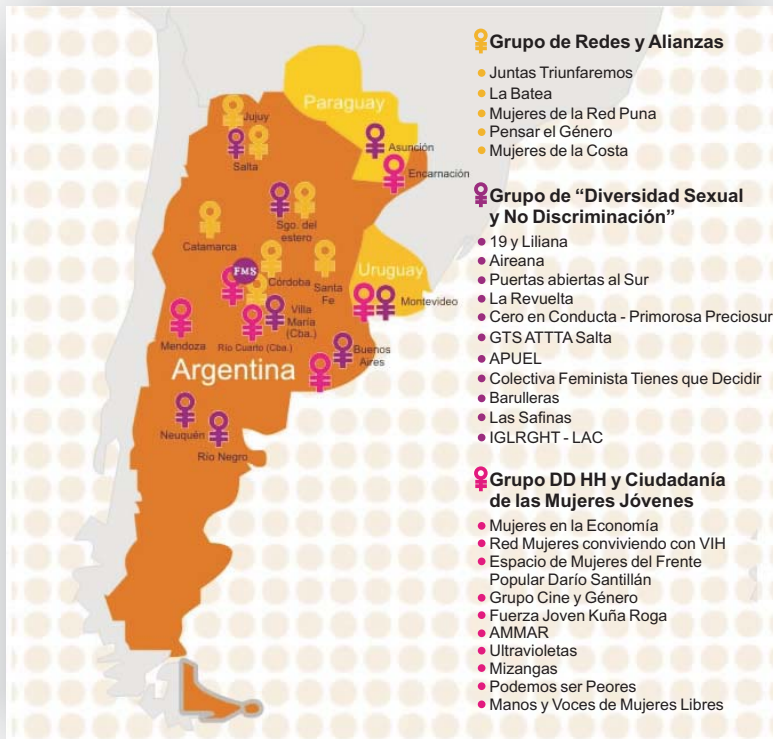 Paraguay
Jujuy
Asunción
Salta
Encarnación
Sgo. del
estero
Catamarca
Uruguay
FMS
Córdoba
Santa
Fe
Montevideo
Villa
María (Cba.)
Mendoza
Río Cuarto (Cba.)
Buenos
Aires
Argentina
Neuquén
Río Negro
Grupo de Redes y Alianzas
Juntas Triunfaremos
La Batea
Mujeres de la Red Puna
Pensar el Género
Mujeres de la Costa
Grupo de “Diversidad Sexual
y No Discriminación”
19 y Liliana
Aireana
Puertas abiertas al Sur
La Revuelta
Cero en Conducta - Primorosa Preciosura
GTS ATTTA Salta
APUEL
Colectiva Feminista Tienes que Decidir
Barulleras
Las Safinas
IGLRGHT - LAC
Grupo DD HH y Ciudadanía
de las Mujeres Jóvenes
Mujeres en la Economía
Red Mujeres conviviendo con VIH
Espacio de Mujeres del Frente
Popular Darío Santillán
Grupo Cine y Género
Fuerza Joven Kuña Roga
AMMAR
Ultravioletas
Mizangas
Podemos ser Peores
Manos y Voces de Mujeres Libres